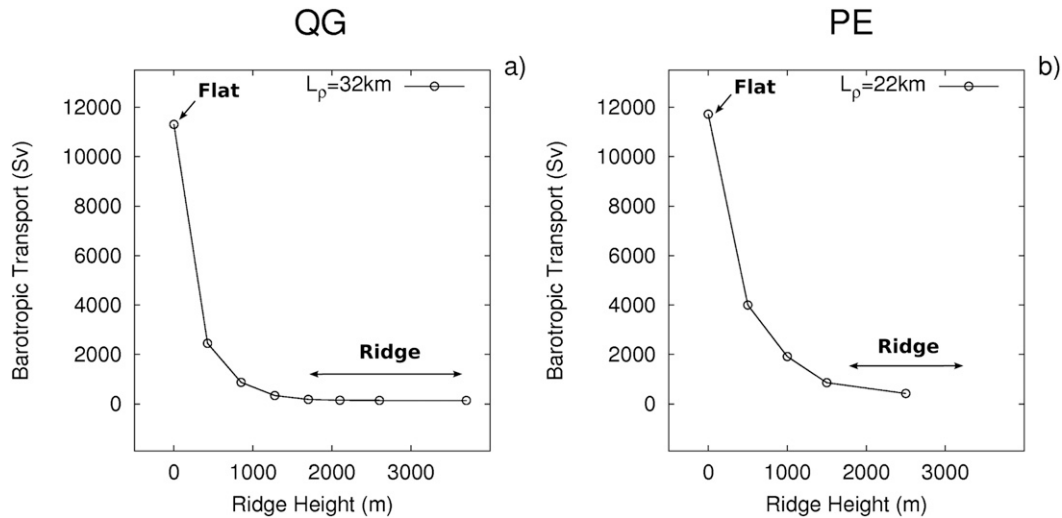 QG
a)
Flat
Lρ=32km
12000
10000
8000
6000
4000
2000
0
Barotropic Transport (Sv)
Ridge
0 1000 2000 3000
Ridge Height (m)
PE
b)
Flat
Lρ=22km
12000
10000
8000
6000
4000
2000
0
Barotropic Transport (Sv)
Ridge
0 1000 2000 3000
Ridge Height (m)